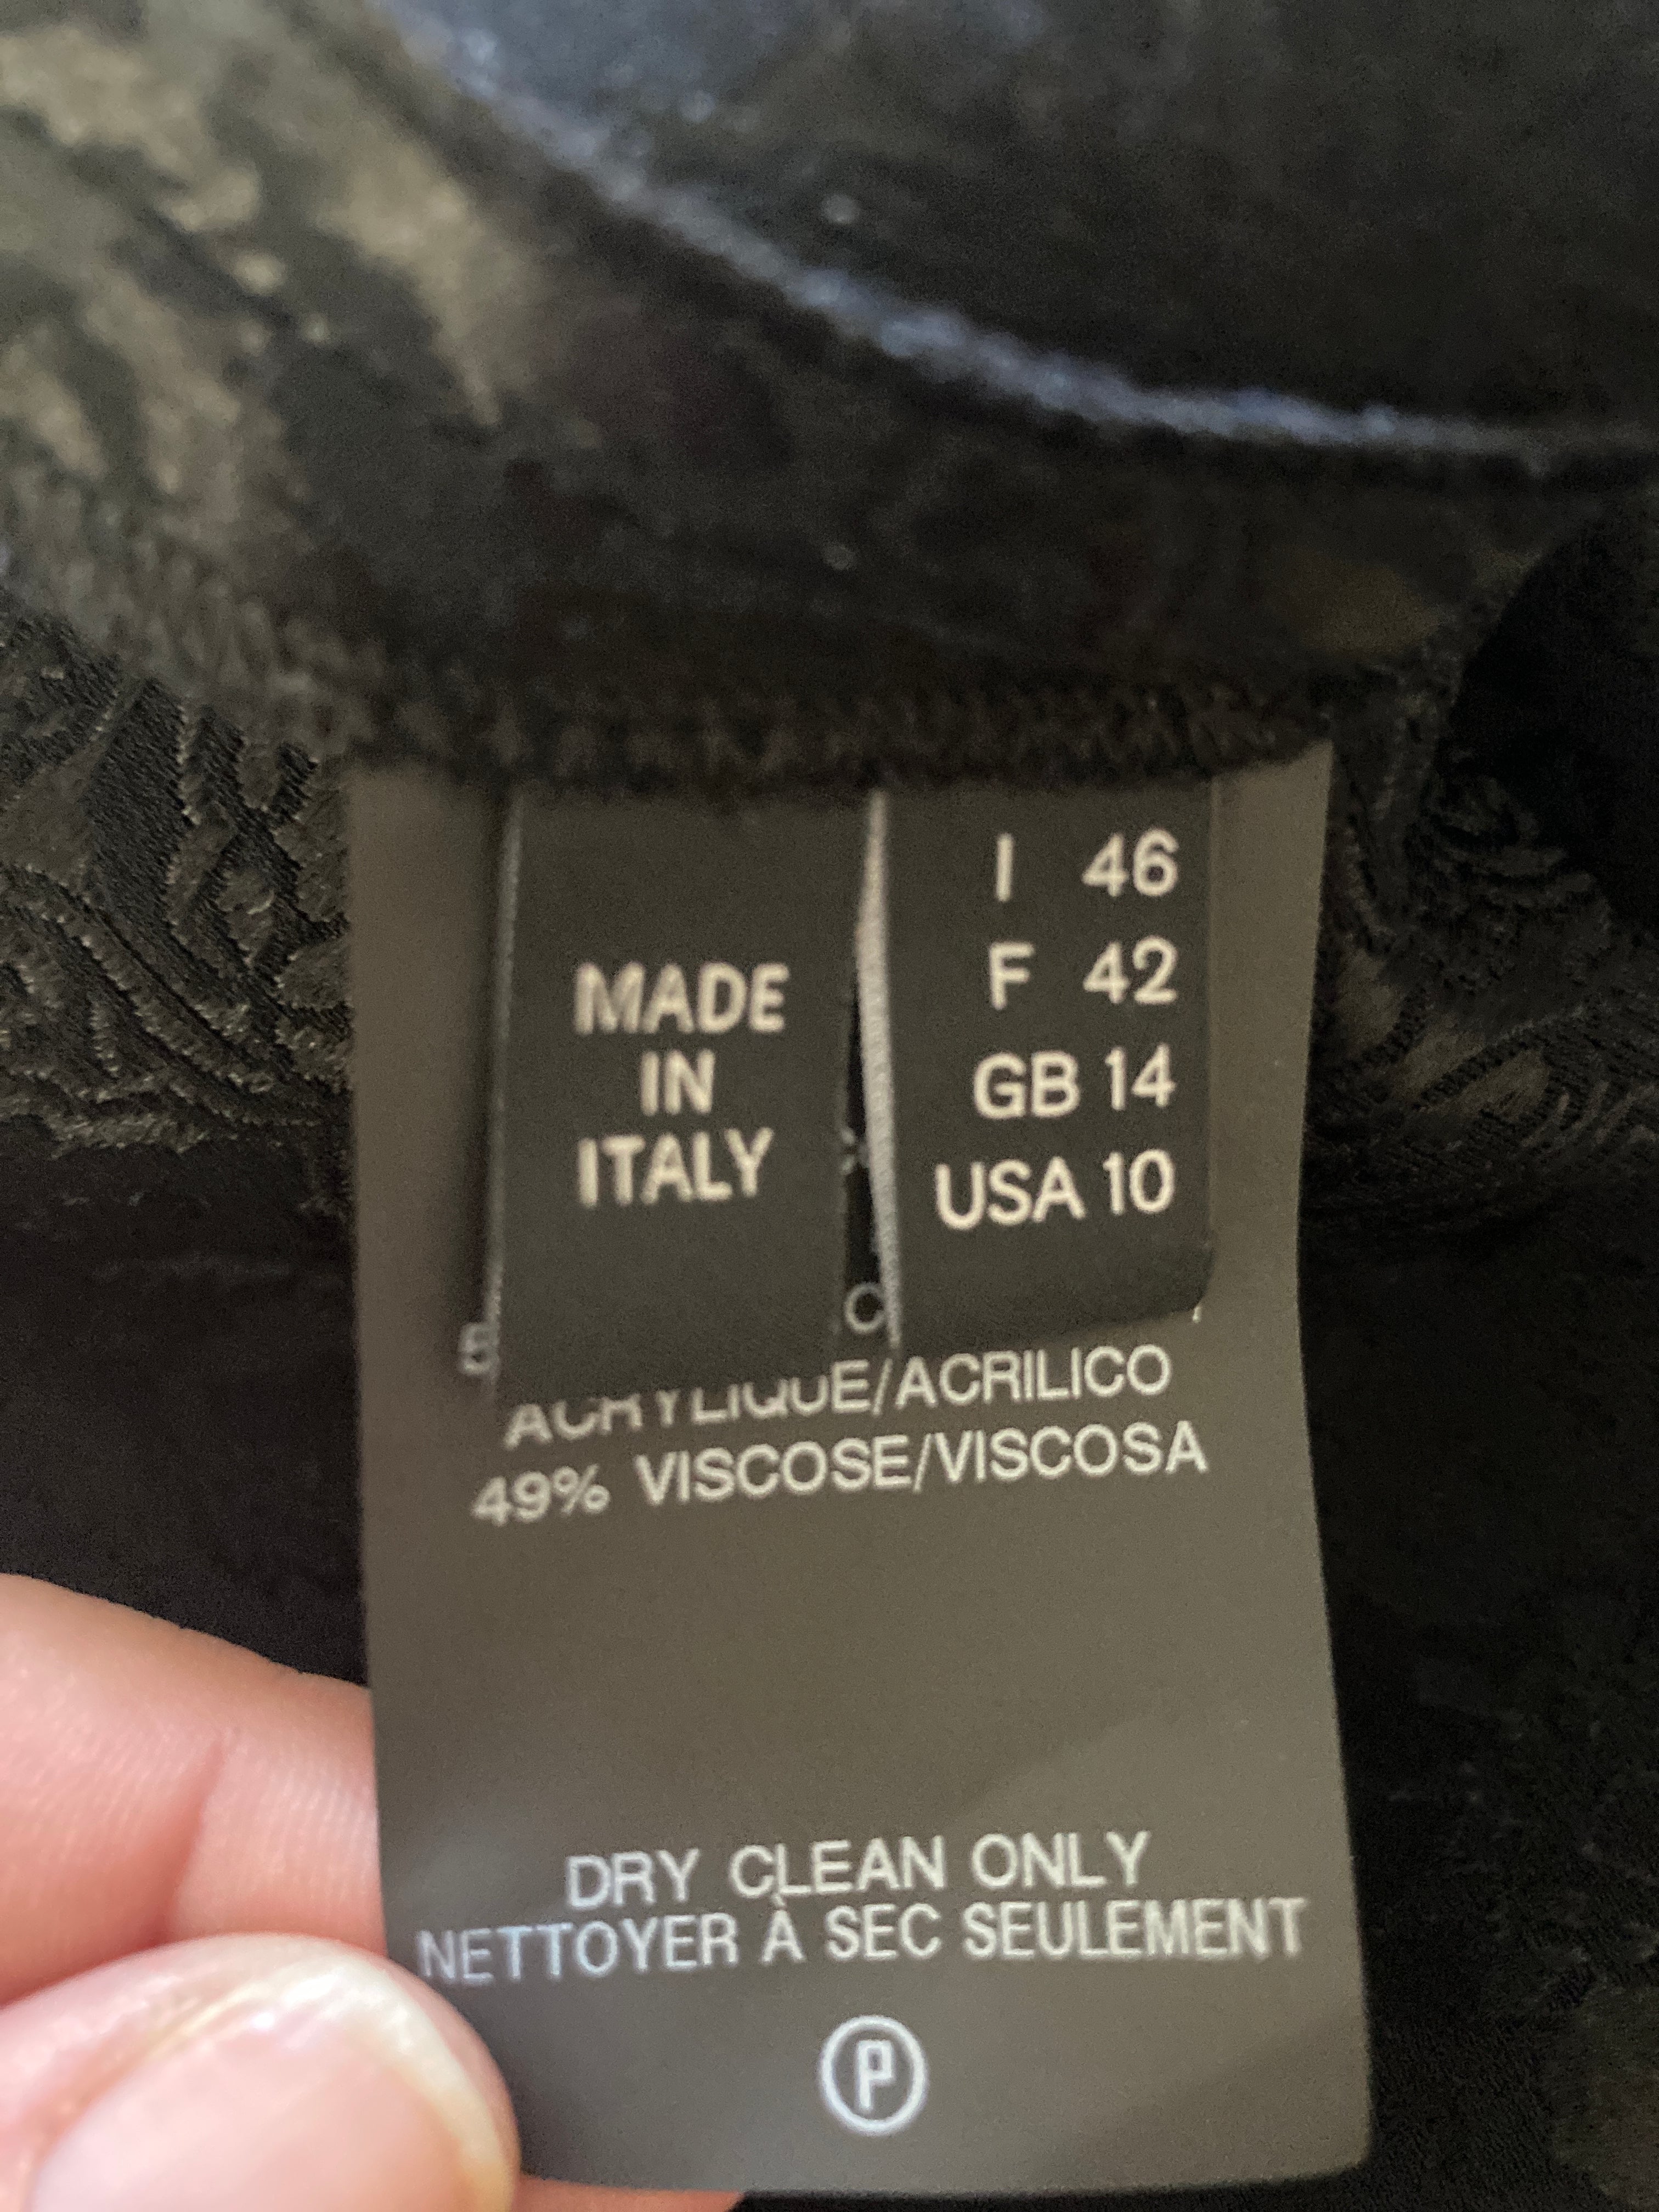 MADE
IN
ITALY
I 46
F 42
GB 14
USA 10
ACRYLIQUE/ACRILICO
49% VISCOSE/VISCOSA
DRY CLEAN ONLY
NETTOYER À SEC SEULEMENT
P